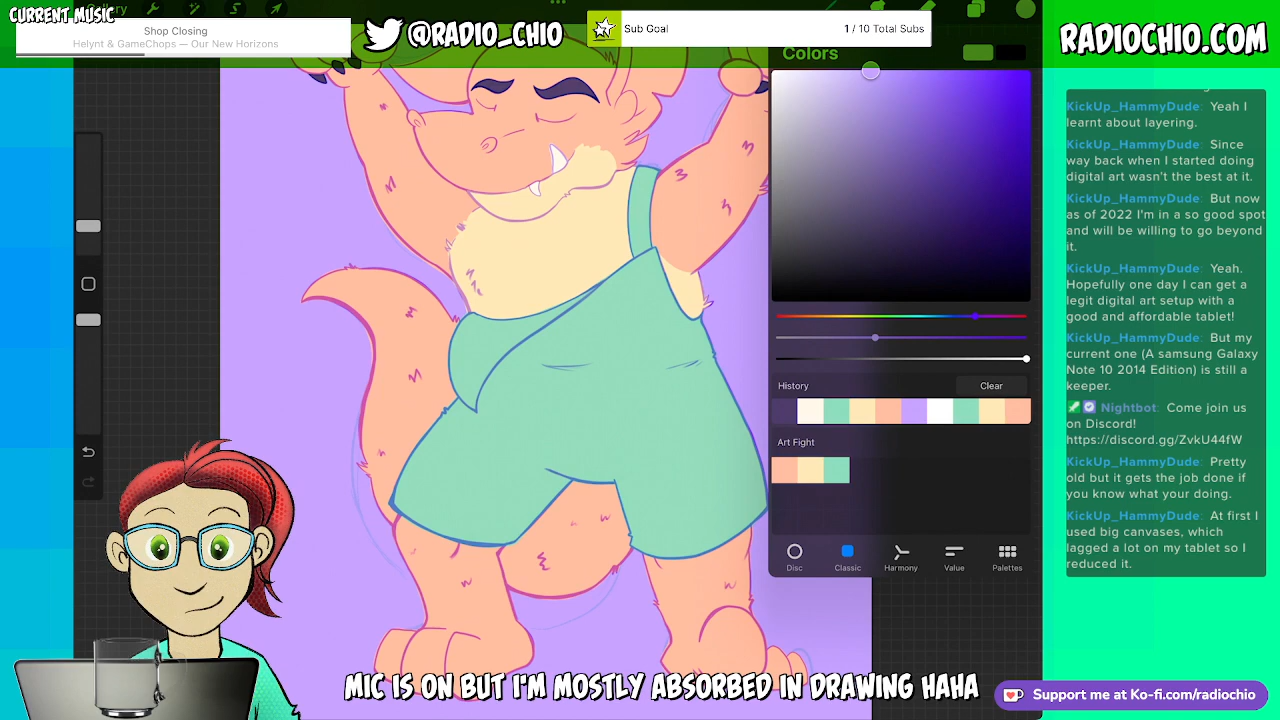 CURRENT MUSIC
Shop Closing
Helynt & GameChops — Our New Horizons
Gallery
@RADIO_CHIO
Sub Goal
1 / 10 Total Subs
RADIOCHIO.COM
Colors
History
Clear
Art Fight
Disc
Classic
Harmony
Value
Palettes
KickUp_HammyDude: Yeah I
learnt about layering.
KickUp_HammyDude: Since
way back when I started doing
digital art wasn't the best at it.
KickUp_HammyDude: But now
as of 2022 I'm in a so good spot
and will be willing to go beyond
it.
KickUp_HammyDude: Yeah.
Hopefully one day I can get a
legit digital art setup with a
good and affordable tablet!
KickUp_HammyDude: But my
current one (A samsung Galaxy
Note 10 2014 Edition) is still a
keeper.
Nightbot: Come join us
on Discord!
https://discord.gg/ZvkU44fW
KickUp_HammyDude: Pretty
old but it gets the job done if
you know what your doing.
KickUp_HammyDude: At first I
used big canvases, which
lagged a lot on my tablet so I
reduced it.
MIC IS ON BUT I'M MOSTLY ABSORBED IN DRAWING HAHA
Support me at Ko-fi.com/radiochio